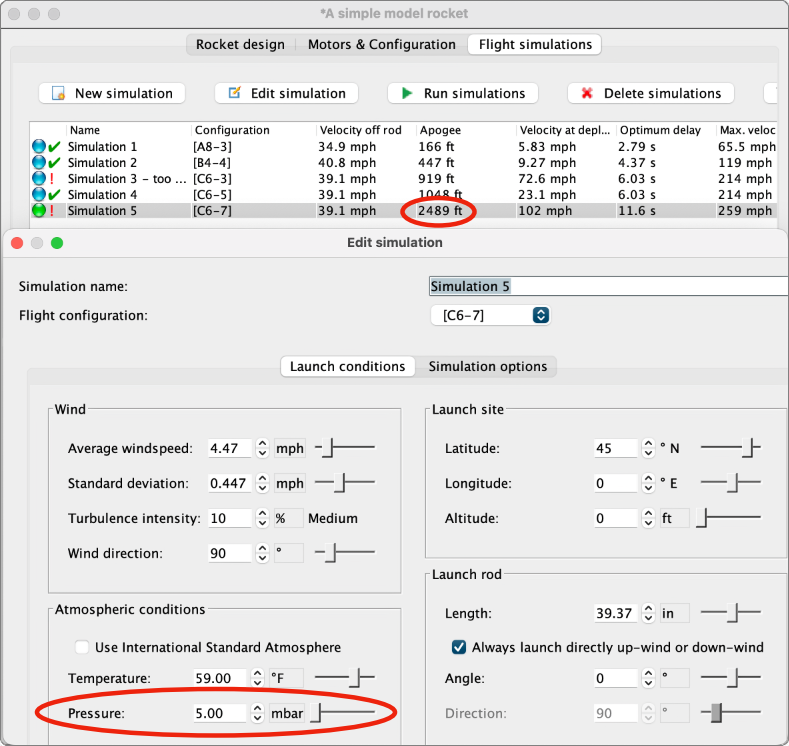 *A simple model rocket
Rocket design Motors & Configuration Flight simulations
New simulation Edit simulation Run simulations Delete simulations
Name Configuration Velocity off rod Apogee Velocity at depl... Optimum delay Max. veloc
Simulation 1 [A8-3] 34.9 mph 166 ft 5.83 mph 2.79 s 65.5 mph
Simulation 2 [B4-4] 40.8 mph 447 ft 9.27 mph 4.37 s 119 mph
Simulation 3 - too ... [C6-3] 39.1 mph 919 ft 72.6 mph 6.03 s 214 mph
Simulation 4 [C6-5] 39.1 mph 1048 ft 23.1 mph 6.03 s 214 mph
Simulation 5 [C6-7] 39.1 mph 2489 ft 102 mph 11.6 s 259 mph
Edit simulation
Simulation name: Simulation 5
Flight configuration: [C6-7]
Launch conditions Simulation options
Wind
Average windspeed: 4.47 mph
Standard deviation: 0.447 mph
Turbulence intensity: 10 % Medium
Wind direction: 90 °
Atmospheric conditions
Use International Standard Atmosphere
Temperature: 59.00 °F
Pressure: 5.00 mbar
Launch site
Latitude: 45 ° N
Longitude: 0 ° E
Altitude: 0 ft
Launch rod
Length: 39.37 in
Always launch directly up-wind or down-wind
Angle: 0 °
Direction: 90 °